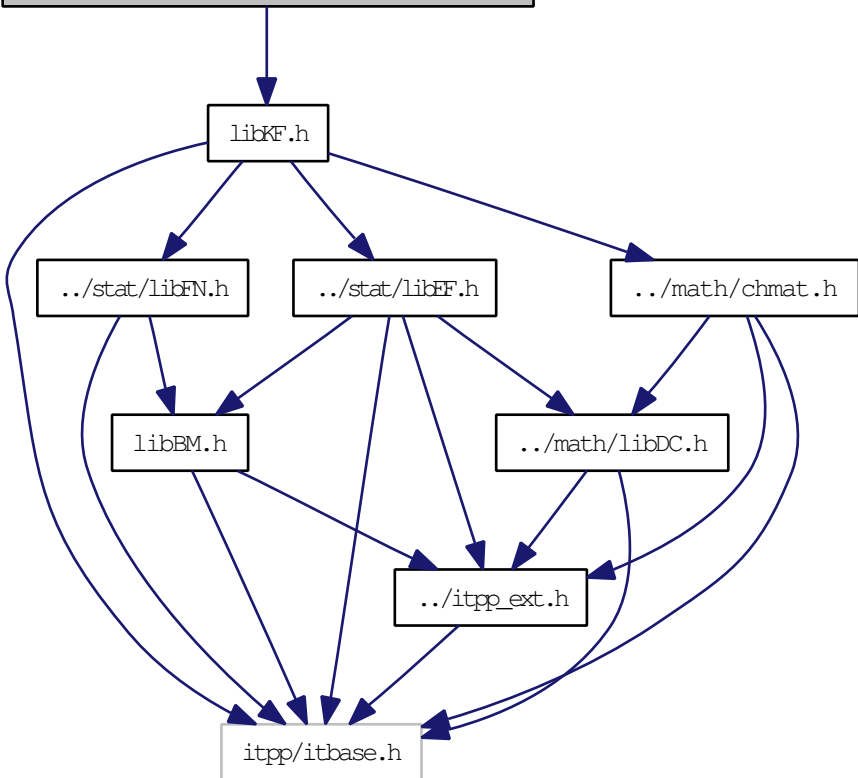 libKF.h
../stat/libFN.h
../stat/libEF.h
../math/chmat.h
libBM.h
../math/libDC.h
../itpp_ext.h
itpp/itbase.h